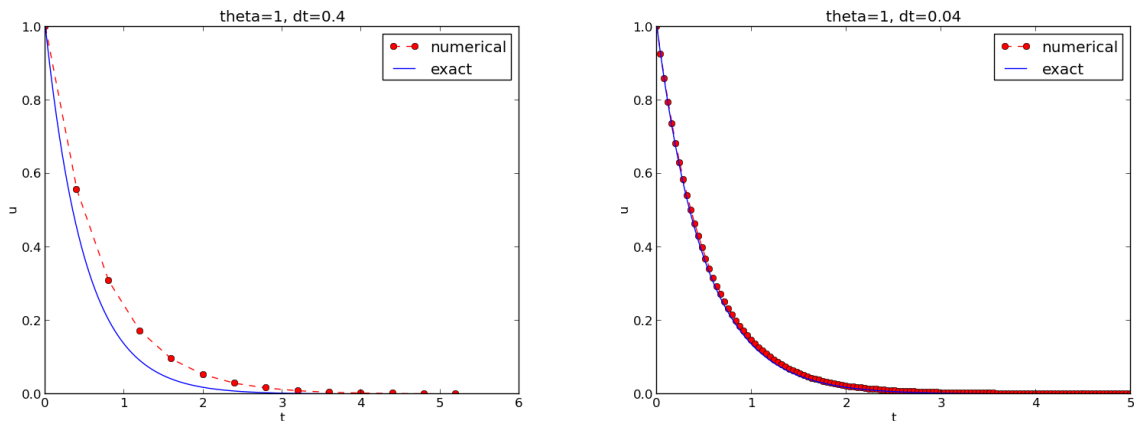 theta=1, dt=0.4
1.0
0.8
0.6
0.4
0.2
0.0
0 1 2 3 4 5 6
u
t
numerical
exact
theta=1, dt=0.04
1.0
0.8
0.6
0.4
0.2
0.0
0 1 2 3 4 5
u
t
numerical
exact